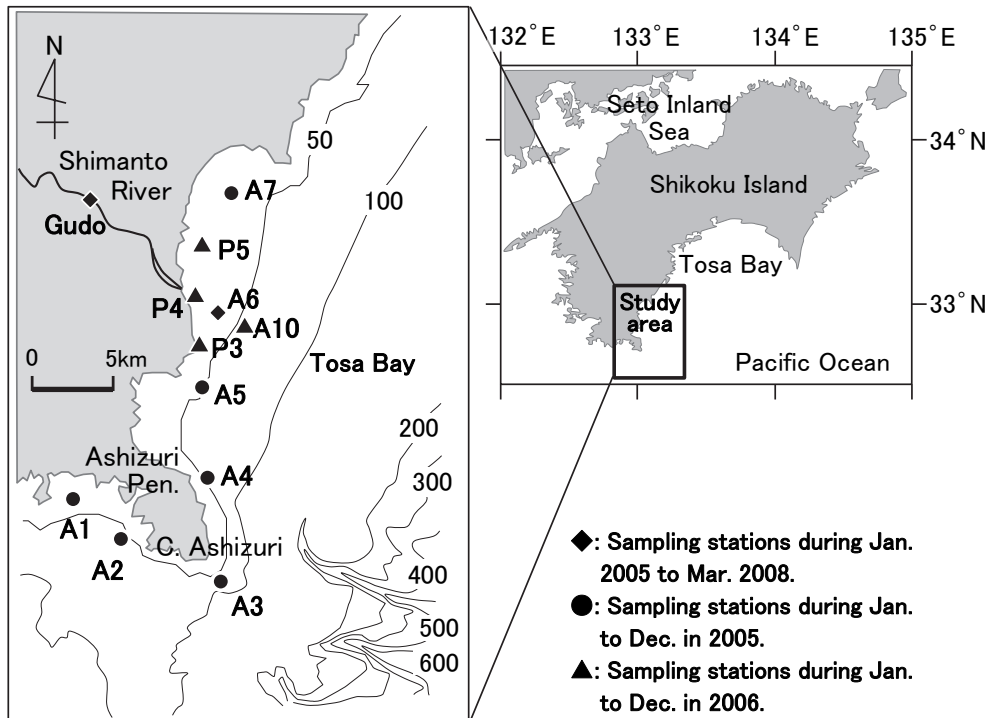 N
Shimanto
River
Gudo
A7
P5
P4
A6
A10
P3
A5
0 5km
Tosa Bay
Ashizuri
Pen.
A4
A1
A2
C. Ashizuri
A3
50
100
200
300
400
500
600
132°E 133°E 134°E 135°E
34°N
33°N
Seto Inland
Sea
Shikoku Island
Tosa Bay
Study
area
Pacific Ocean
◆: Sampling stations during Jan.
2005 to Mar. 2008.
●: Sampling stations during Jan.
to Dec. in 2005.
▲: Sampling stations during Jan.
to Dec. in 2006.